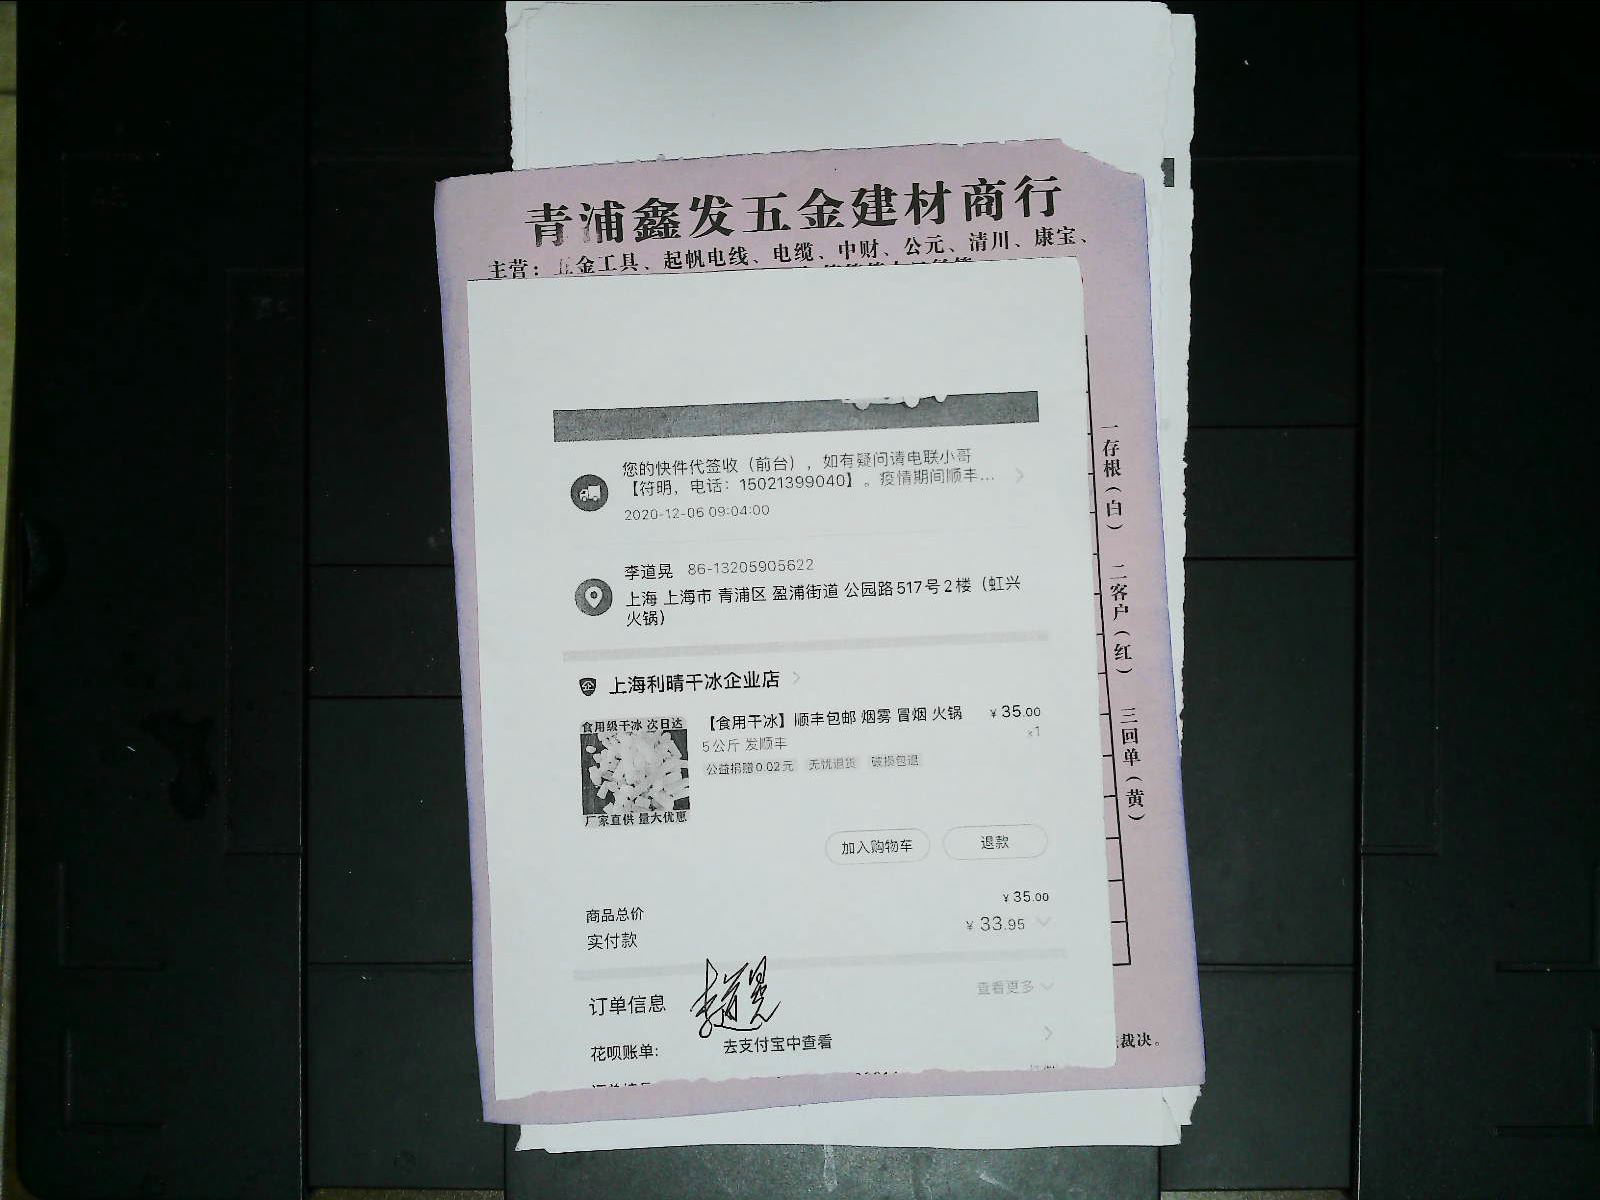 青浦鑫发五金建材商行
主营：五金工具、起帆电线、电缆、中财、公元、清川、康宝、
您的快件代签收（前台），如有疑问请电联小哥
【符明，电话：15021399040】。疫情期间顺丰...
2020-12-06 09:04:00
李道晃 86-13205905622
上海 上海市 青浦区 盈浦街道 公园路517号2楼（虹兴
火锅）
上海利晴干冰企业店
食用级干冰 次日达
厂家直供 量大优惠
【食用干冰】顺丰包邮 烟雾 冒烟 火锅 ¥35.00
5公斤 发顺丰 x1
公益捐赠0.02元 无忧退货 破损包退
加入购物车 退款
商品总价 ¥35.00
实付款 ¥33.95
订单信息 李道晃 查看更多
花呗账单: 去支付宝中查看
一存根（白） 二客户（红） 三回单（黄）
裁决。